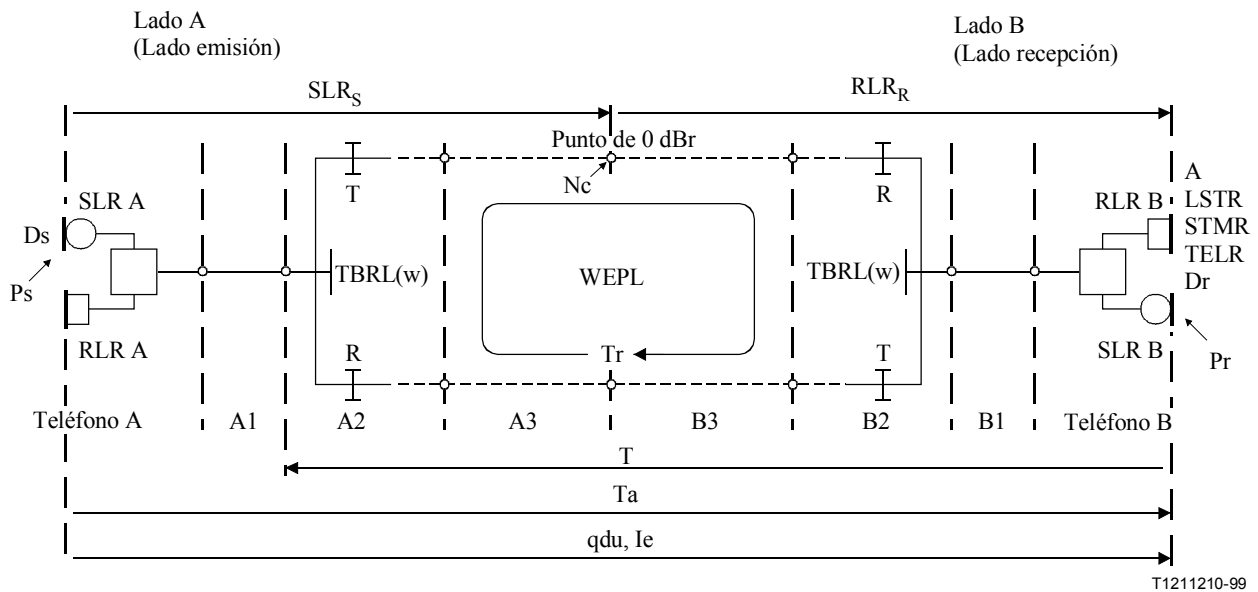 Lado A
(Lado emisión)
Lado B
(Lado recepción)
SLRS
RLRR
Punto de 0 dBr
Nc
T
R
SLR A
Ds
Ps
RLR A
TBRL(w)
WEPL
TBRL(w)
RLR B
A
LSTR
STMR
TELR
Dr
SLR B
Pr
R
Tr
T
Teléfono A
A1
A2
A3
B3
B2
B1
Teléfono B
T
Ta
qdu, Ie
T1211210-99